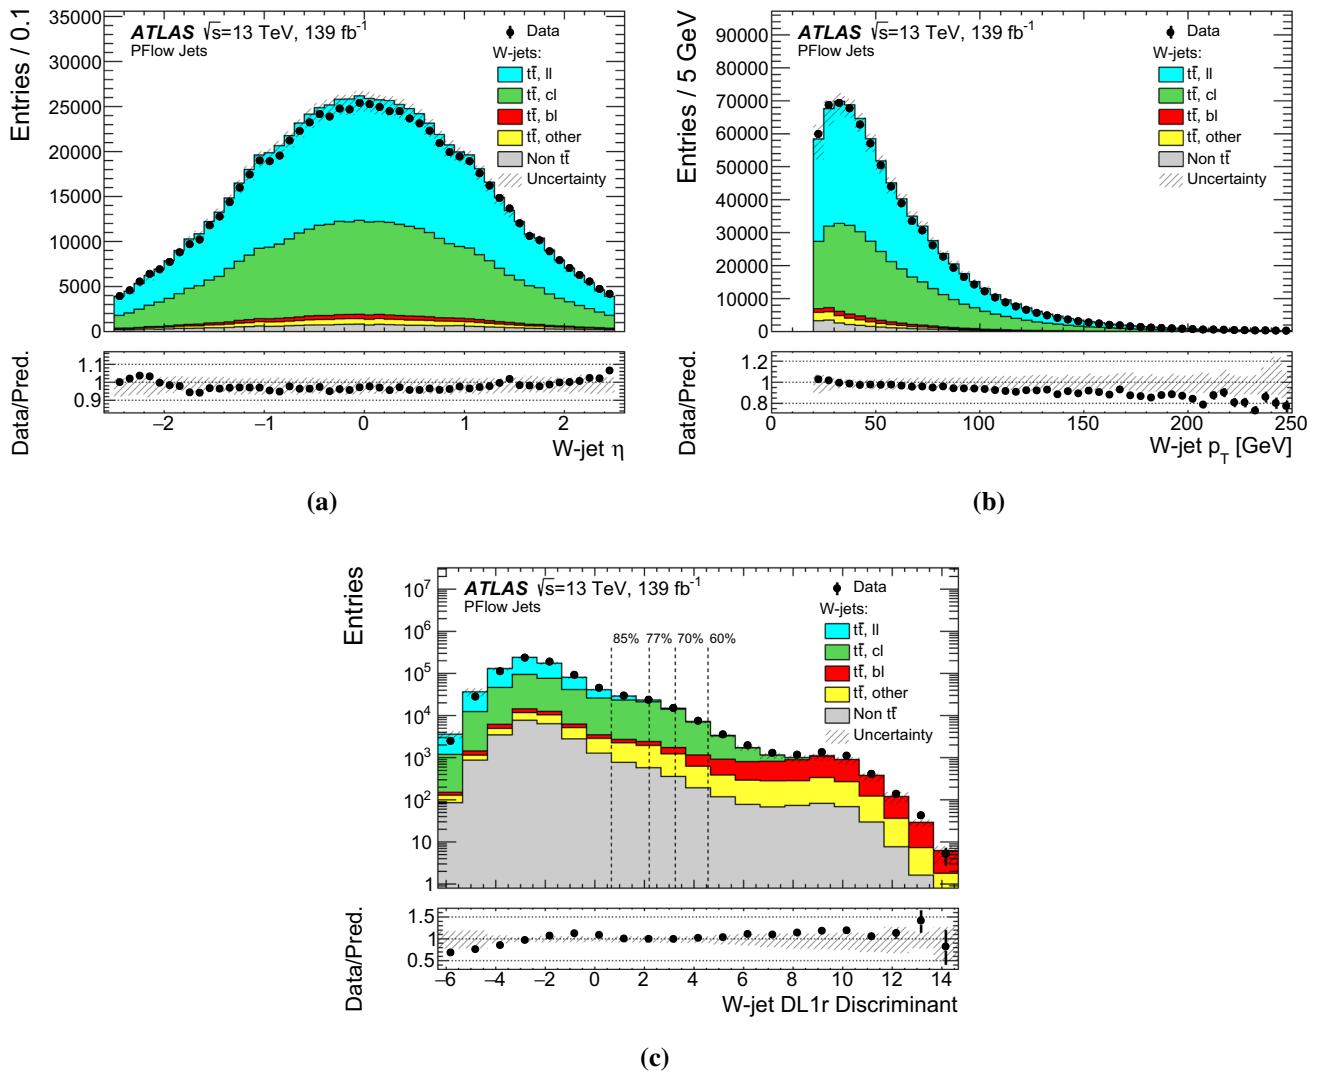 ATLAS √s=13 TeV, 139 fb-1
PFlow Jets
Data
W-jets:
tt̄, ll
tt̄, cl
tt̄, bl
tt̄, other
Non tt̄
Uncertainty
Entries / 0.1
35000
30000
25000
20000
15000
10000
5000
0
Data/Pred.
1.1
1
0.9
−2 −1 0 1 2
W-jet η
(a)
ATLAS √s=13 TeV, 139 fb-1
PFlow Jets
Data
W-jets:
tt̄, ll
tt̄, cl
tt̄, bl
tt̄, other
Non tt̄
Uncertainty
Entries / 5 GeV
90000
80000
70000
60000
50000
40000
30000
20000
10000
0
Data/Pred.
1.2
1
0.8
0 50 100 150 200 250
W-jet pT [GeV]
(b)
ATLAS √s=13 TeV, 139 fb-1
PFlow Jets
Data
W-jets:
tt̄, ll
tt̄, cl
tt̄, bl
tt̄, other
Non tt̄
Uncertainty
85% 77% 70% 60%
Entries
107
106
105
104
103
102
10
1
Data/Pred.
1.5
1
0.5
−6 −4 −2 0 2 4 6 8 10 12 14
W-jet DL1r Discriminant
(c)